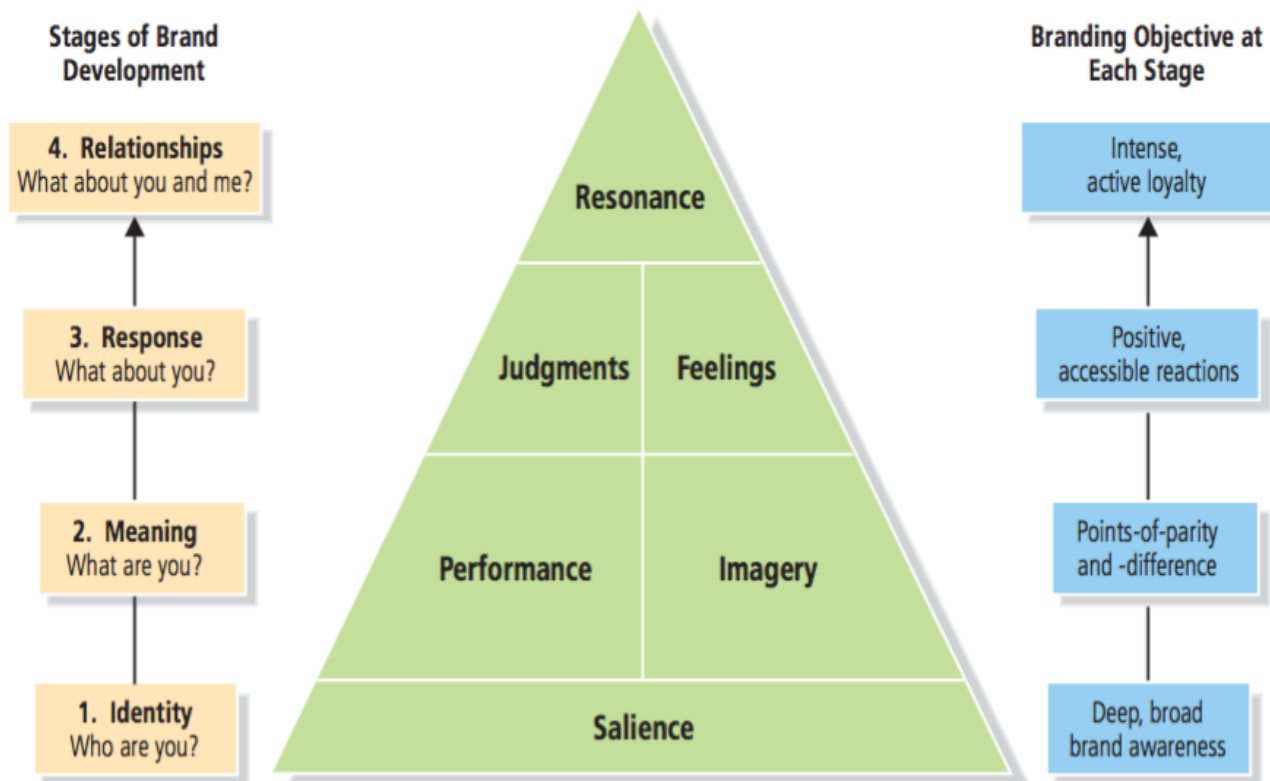 Stages of Brand
Development
Branding Objective at
Each Stage
4. Relationships
What about you and me?
Resonance
Intense,
active loyalty
3. Response
What about you?
Judgments
Feelings
Positive,
accessible reactions
2. Meaning
What are you?
Performance
Imagery
Points-of-parity
and -difference
1. Identity
Who are you?
Salience
Deep, broad
brand awareness